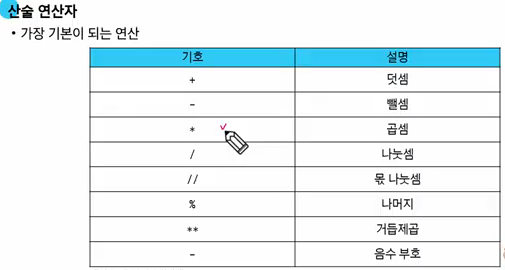 산술 연산자
• 가장 기본이 되는 연산
기호 설명
+ 덧셈
- 뺄셈
* 곱셈
/ 나눗셈
// 몫 나눗셈
% 나머지
** 거듭제곱
- 음수 부호